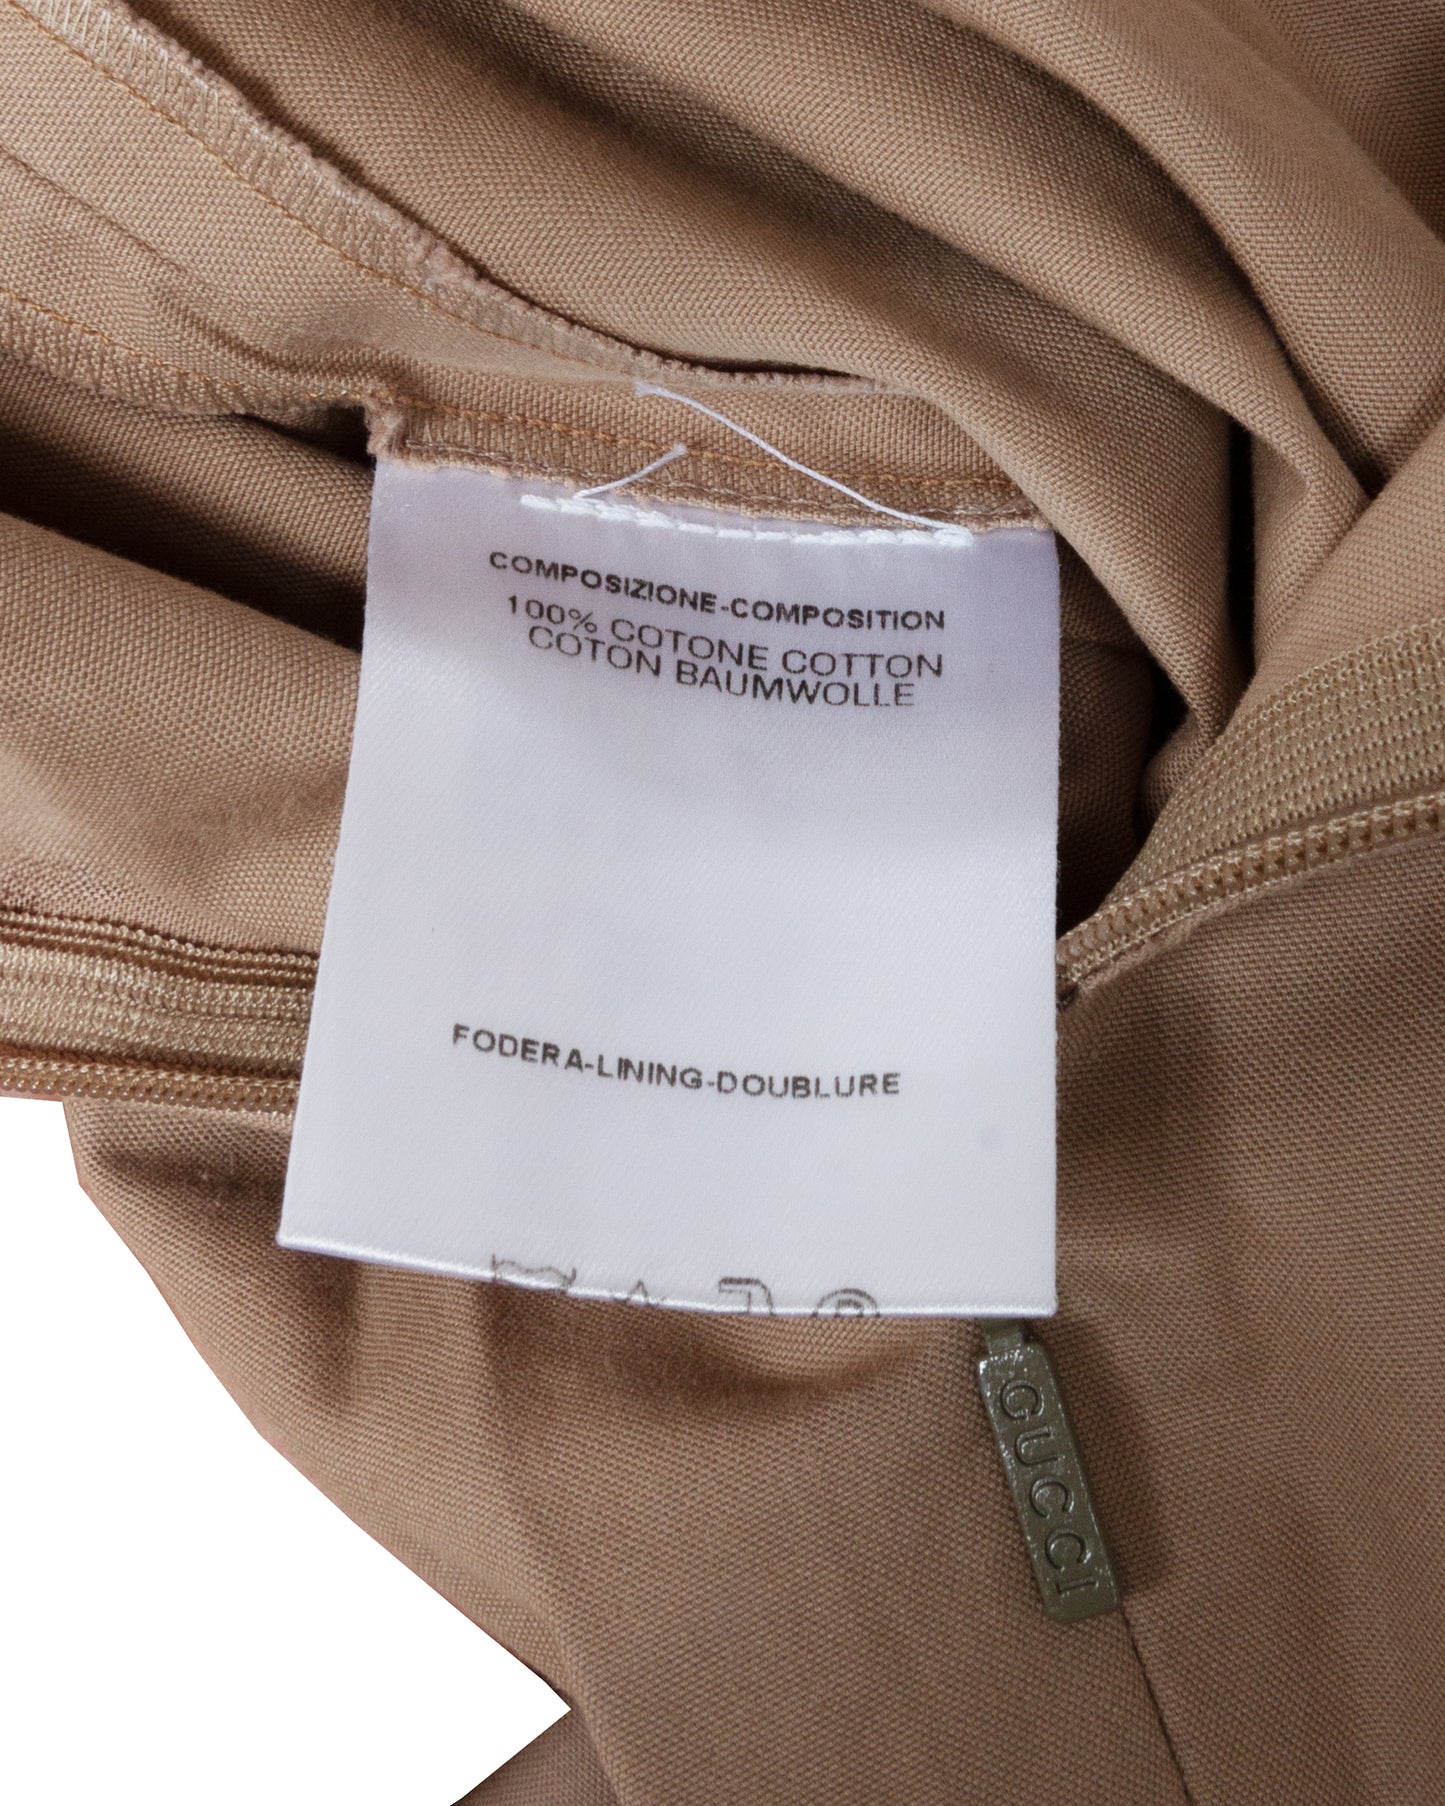 COMPOSIZIONE-COMPOSITION
100% COTONE COTTON
COTON BAUMWOLLE
FODERA-LINING-DOUBLURE
GUCCI